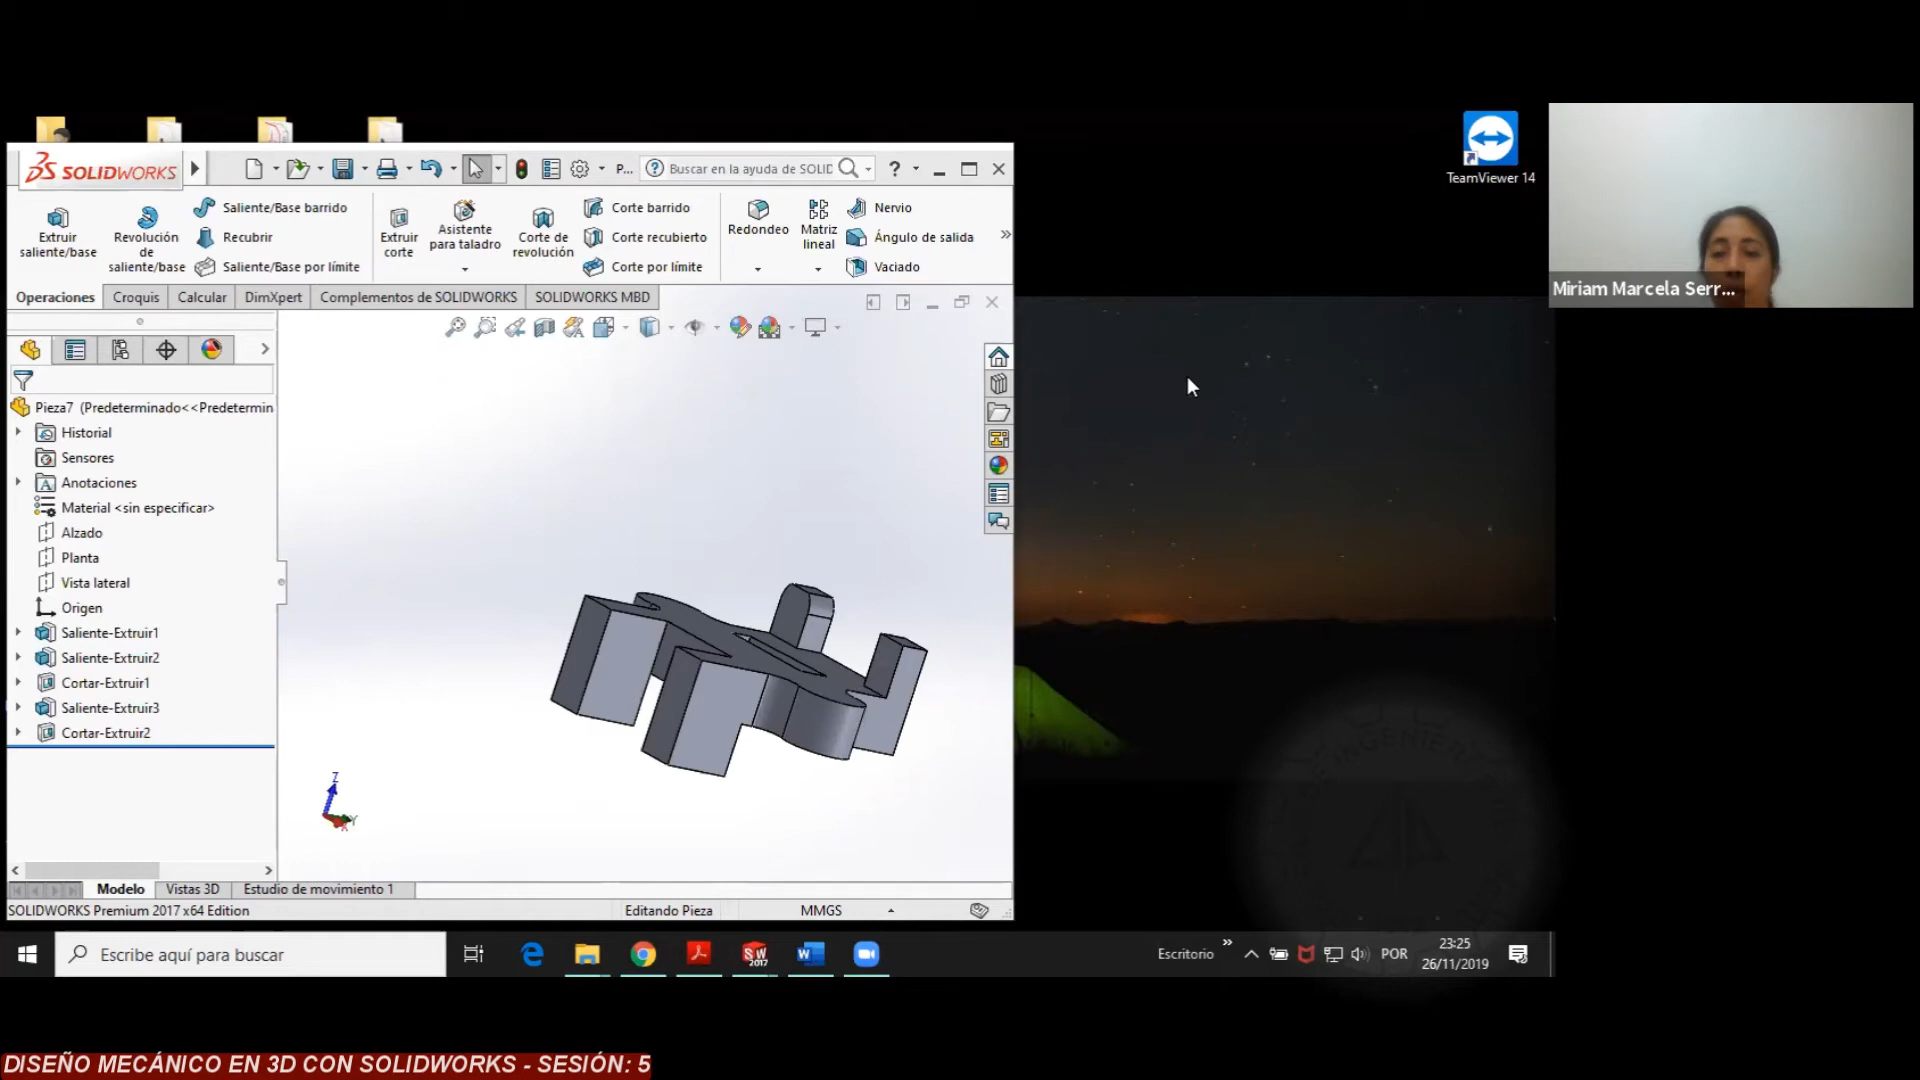 SOLIDWORKS
P...
Buscar en la ayuda de SOLID
?
Extruir saliente/base
Revolución de saliente/base
Saliente/Base barrido
Recubrir
Saliente/Base por límite
Extruir corte
Asistente para taladro
Corte de revolución
Corte barrido
Corte recubierto
Corte por límite
Redondeo
Matriz lineal
Nervio
Ángulo de salida
Vaciado
Operaciones
Croquis
Calcular
DimXpert
Complementos de SOLIDWORKS
SOLIDWORKS MBD
Pieza7 (Predeterminado<<Predetermin
Historial
Sensores
Anotaciones
Material <sin especificar>
Alzado
Planta
Vista lateral
Origen
Saliente-Extruir1
Saliente-Extruir2
Cortar-Extruir1
Saliente-Extruir3
Cortar-Extruir2
Z
Y
X
Modelo
Vistas 3D
Estudio de movimiento 1
SOLIDWORKS Premium 2017 x64 Edition
Editando Pieza
MMGS
TeamViewer 14
Miriam Marcela Serr...
Escribe aquí para buscar
SW
2017
Escritorio
POR
23:25
26/11/2019
DISEÑO MECÁNICO EN 3D CON SOLIDWORKS - SESIÓN: 5